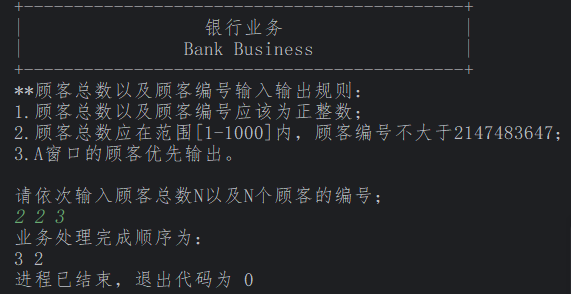 +--------------------------------------------+
| 银行业务 |
| Bank Business |
+--------------------------------------------+
**顾客总数以及顾客编号输入输出规则:
1.顾客总数以及顾客编号应该为正整数;
2.顾客总数应在范围[1-1000]内，顾客编号不大于2147483647;
3.A窗口的顾客优先输出。
请依次输入顾客总数N以及N个顾客的编号;
2 2 3
业务处理完成顺序为:
3 2
进程已结束，退出代码为 0